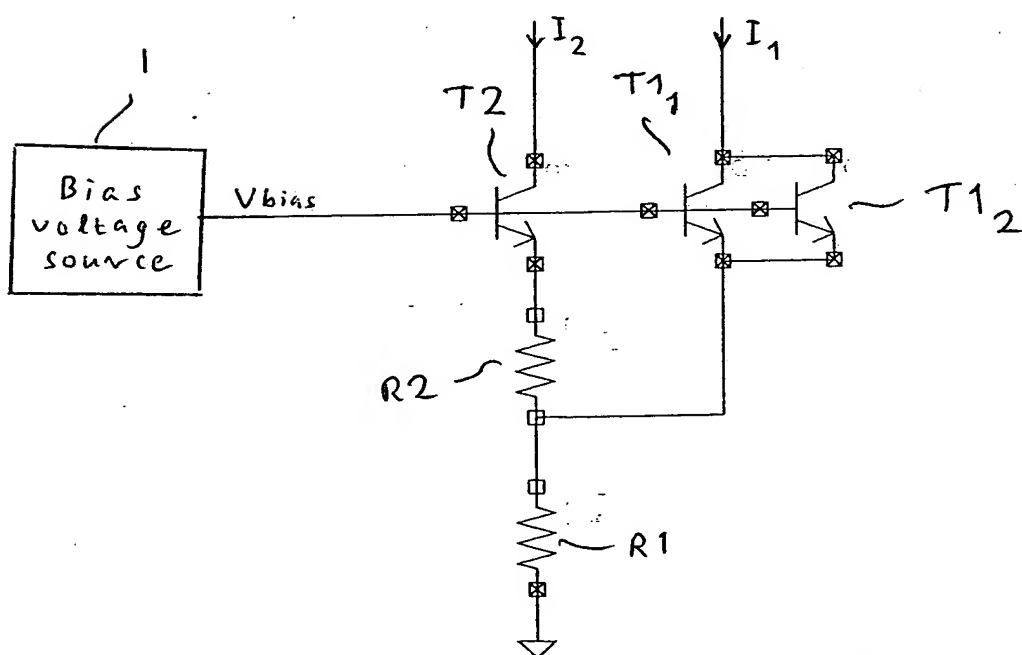 1
I2
I1
T2
T11
T12
Bias
voltage
source
Vbias
R2
R1